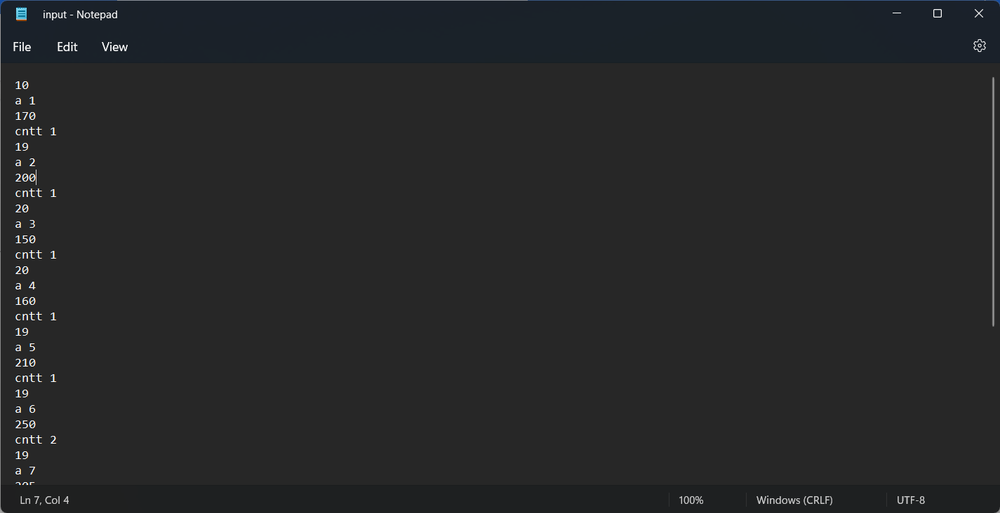 input - Notepad
File Edit View
10
a 1
170
cntt 1
19
a 2
200
cntt 1
20
a 3
150
cntt 1
20
a 4
160
cntt 1
19
a 5
210
cntt 1
19
a 6
250
cntt 2
19
a 7
Ln 7, Col 4 100% Windows (CRLF) UTF-8